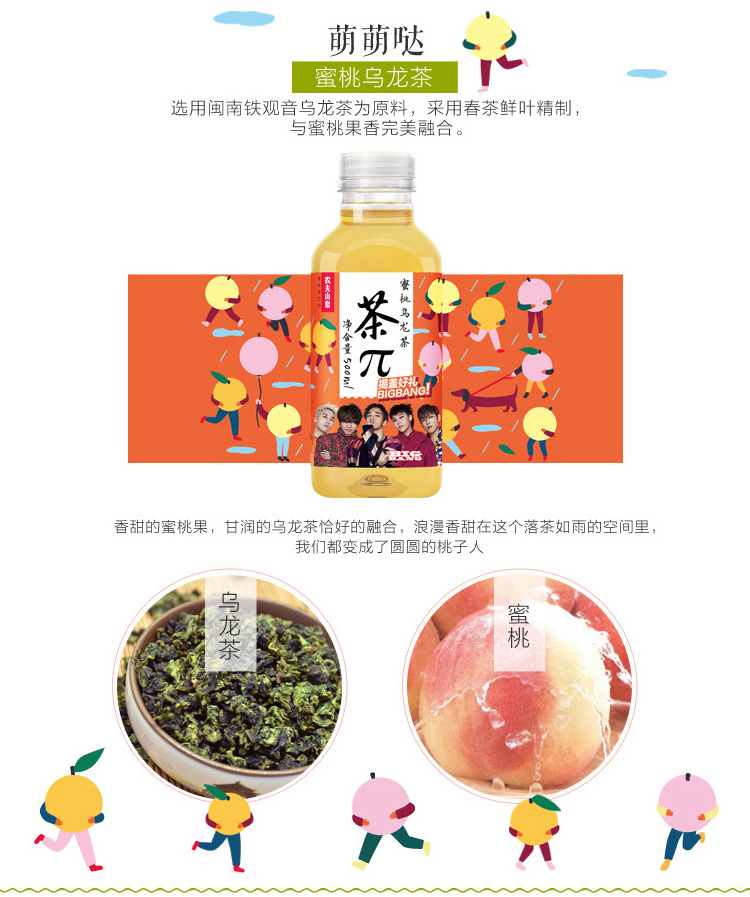 萌萌哒
蜜桃乌龙茶
选用闽南铁观音乌龙茶为原料，采用春茶鲜叶精制，
与蜜桃果香完美融合。
农夫山泉
蜜桃乌龙茶
茶π
净含量500ml
揭盖好礼
BIGBANG!
BIG
BANG
香甜的蜜桃果，甘润的乌龙茶恰好的融合，浪漫香甜在这个落茶如雨的空间里，
我们都变成了圆圆的桃子人
乌龙茶
蜜桃